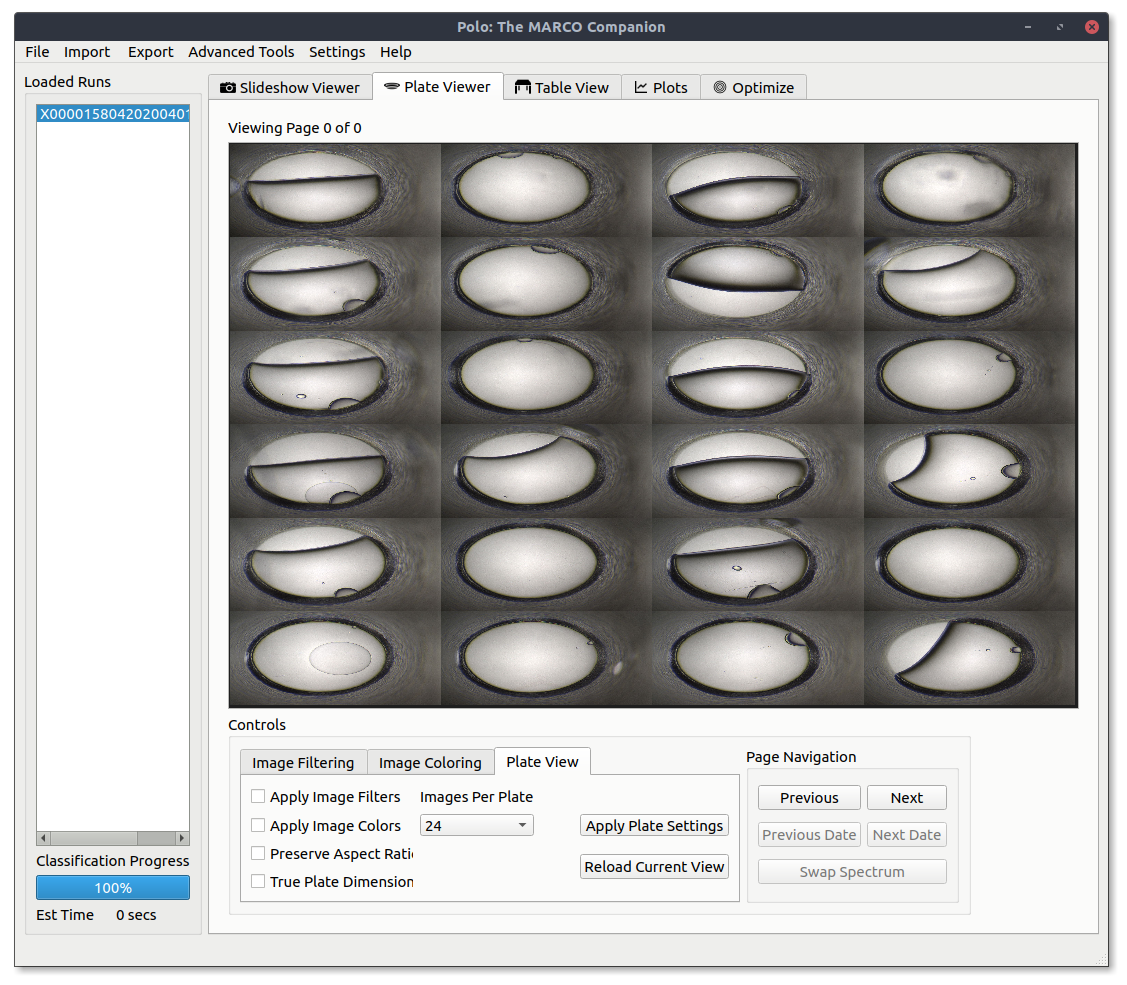 Polo: The MARCO Companion
File Import Export Advanced Tools Settings Help
Loaded Runs
Slideshow Viewer Plate Viewer Table View Plots Optimize
X00001580420200401
Viewing Page 0 of 0
Controls
Image Filtering Image Coloring Plate View
Page Navigation
Apply Image Filters Images Per Plate
Previous Next
Apply Image Colors 24 Apply Plate Settings
Previous Date Next Date
Preserve Aspect Ratio
Reload Current View
Swap Spectrum
True Plate Dimension
Classification Progress
100%
Est Time 0 secs